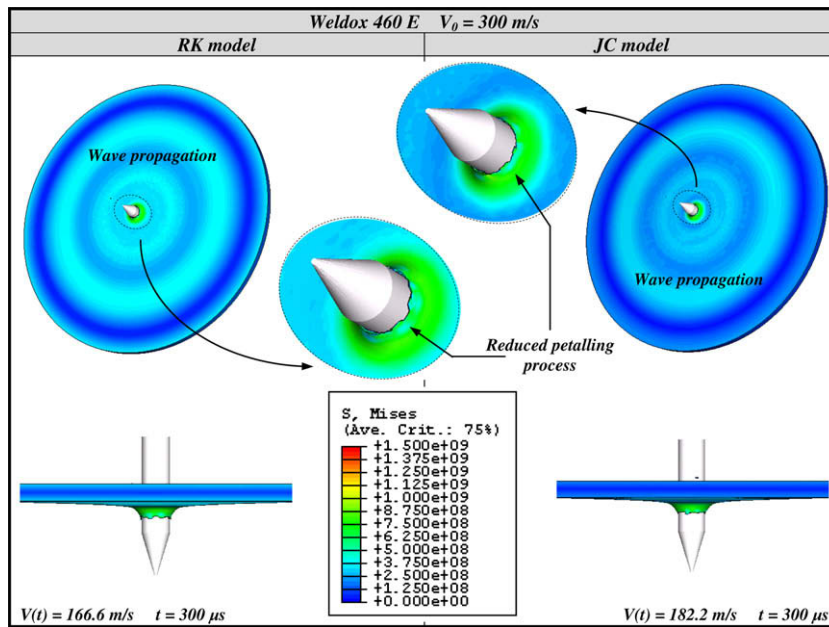 Weldox 460 E V0 = 300 m/s
RK model
JC model
Wave propagation
Wave propagation
Reduced petalling
process
S, Mises
(Ave. Crit.: 75%)
+1.500e+09
+1.375e+09
+1.250e+09
+1.125e+09
+1.000e+09
+8.750e+08
+7.500e+08
+6.250e+08
+5.000e+08
+3.750e+08
+2.500e+08
+1.250e+08
+0.000e+00
V(t) = 166.6 m/s t = 300 μs
V(t) = 182.2 m/s t = 300 μs